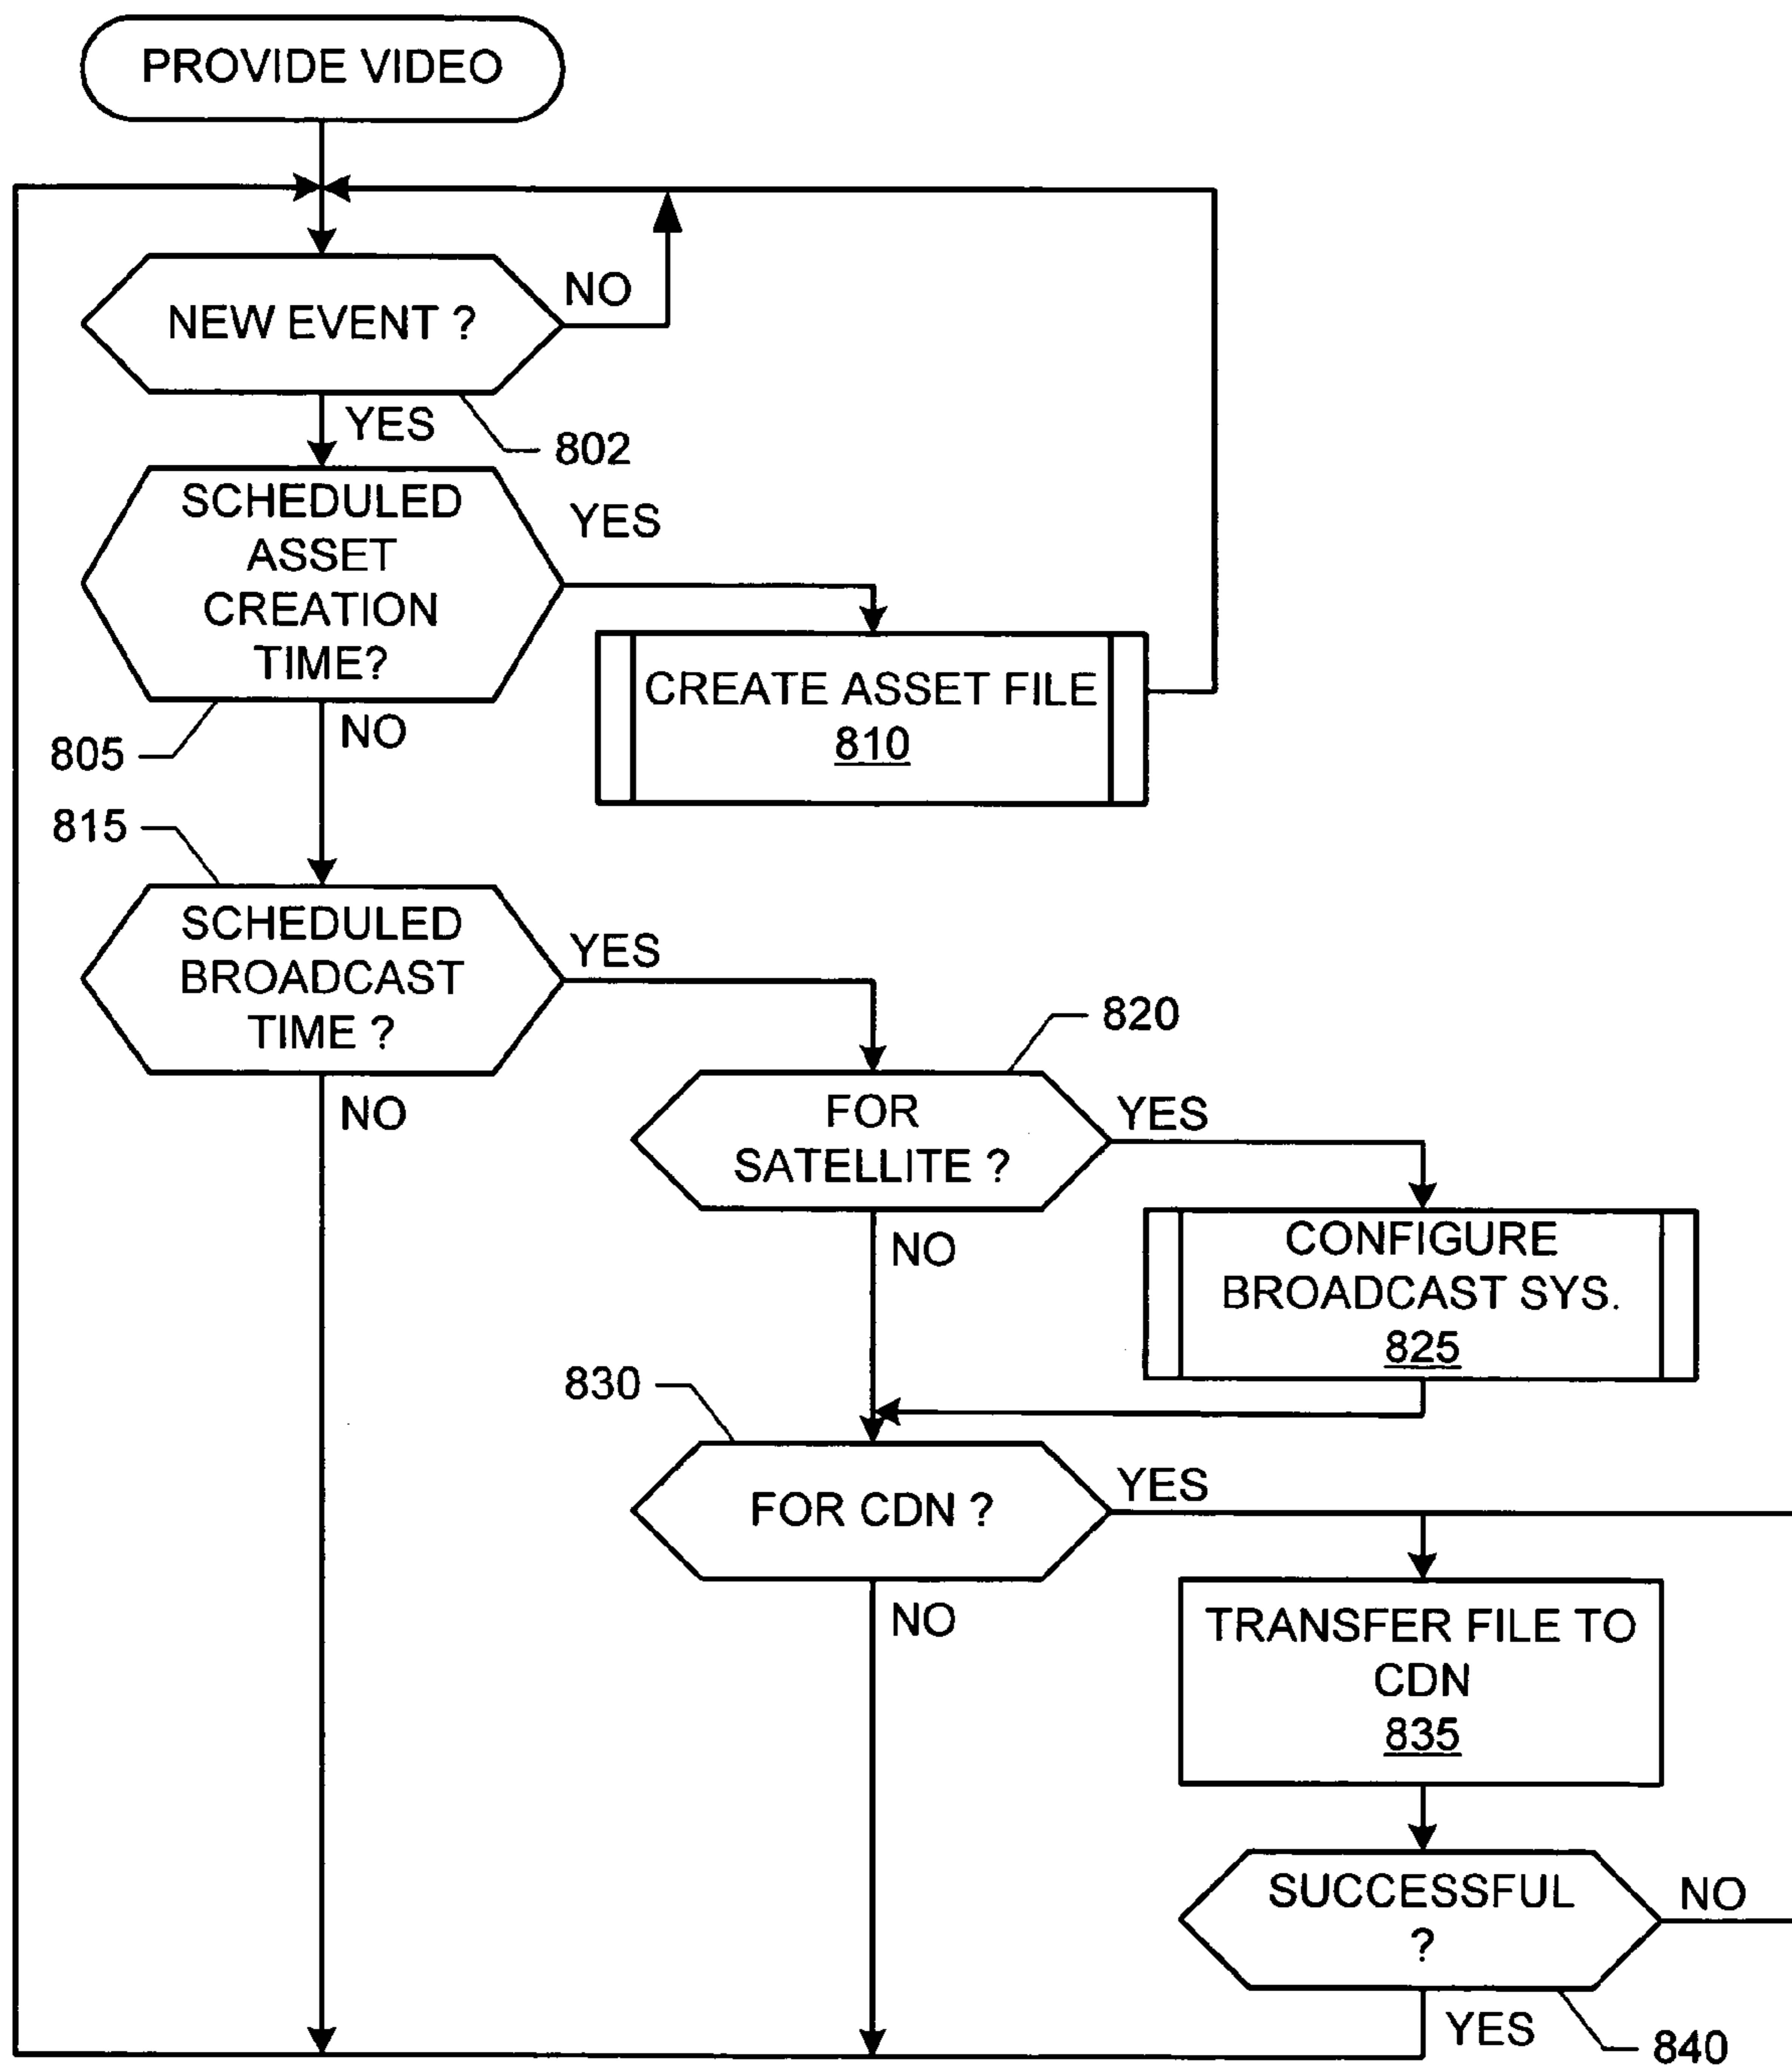 PROVIDE VIDEO
NEW EVENT ?
NO
YES
802
SCHEDULED
ASSET
CREATION
TIME?
YES
805
NO
CREATE ASSET FILE
810
815
SCHEDULED
BROADCAST
TIME ?
YES
NO
820
FOR
SATELLITE ?
YES
NO
CONFIGURE
BROADCAST SYS.
825
830
FOR CDN ?
YES
NO
TRANSFER FILE TO
CDN
835
SUCCESSFUL
?
NO
YES
840